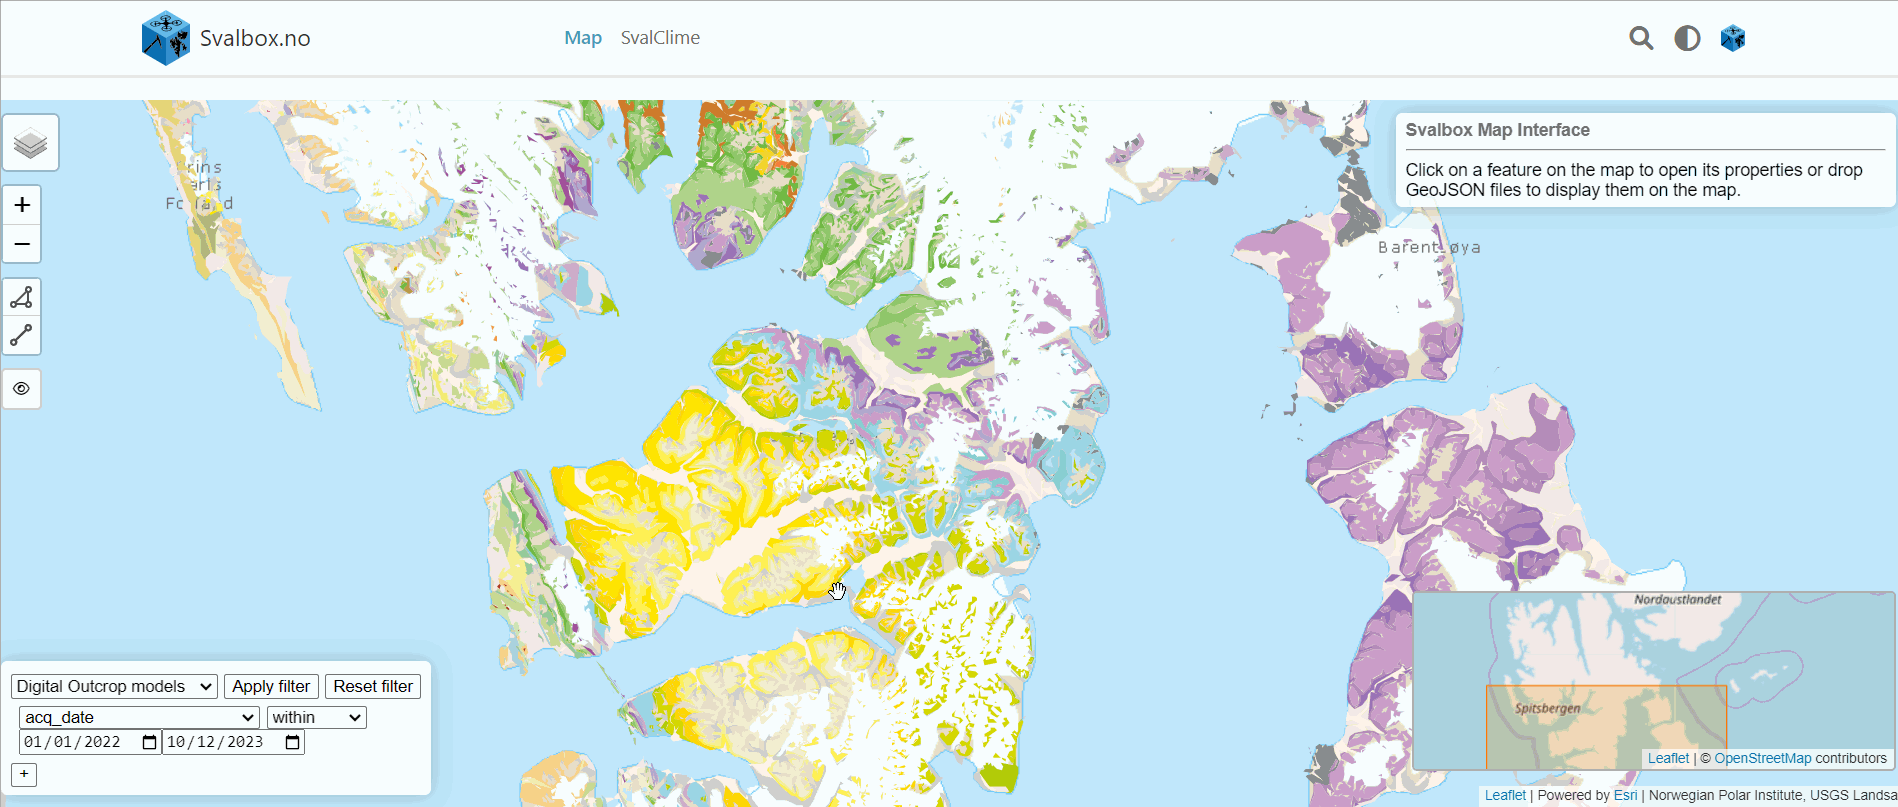 Svalbox.no
Map SvalClime
Svalbox Map Interface
Click on a feature on the map to open its properties or drop
GeoJSON files to display them on the map.
Barent øya
+
−
Digital Outcrop models Apply filter Reset filter
acq_date within
01/01/2022 10/12/2023
+
Nordaustlandet
Spitsbergen
Leaflet | © OpenStreetMap contributors
Leaflet | Powered by Esri | Norwegian Polar Institute, USGS Landsa